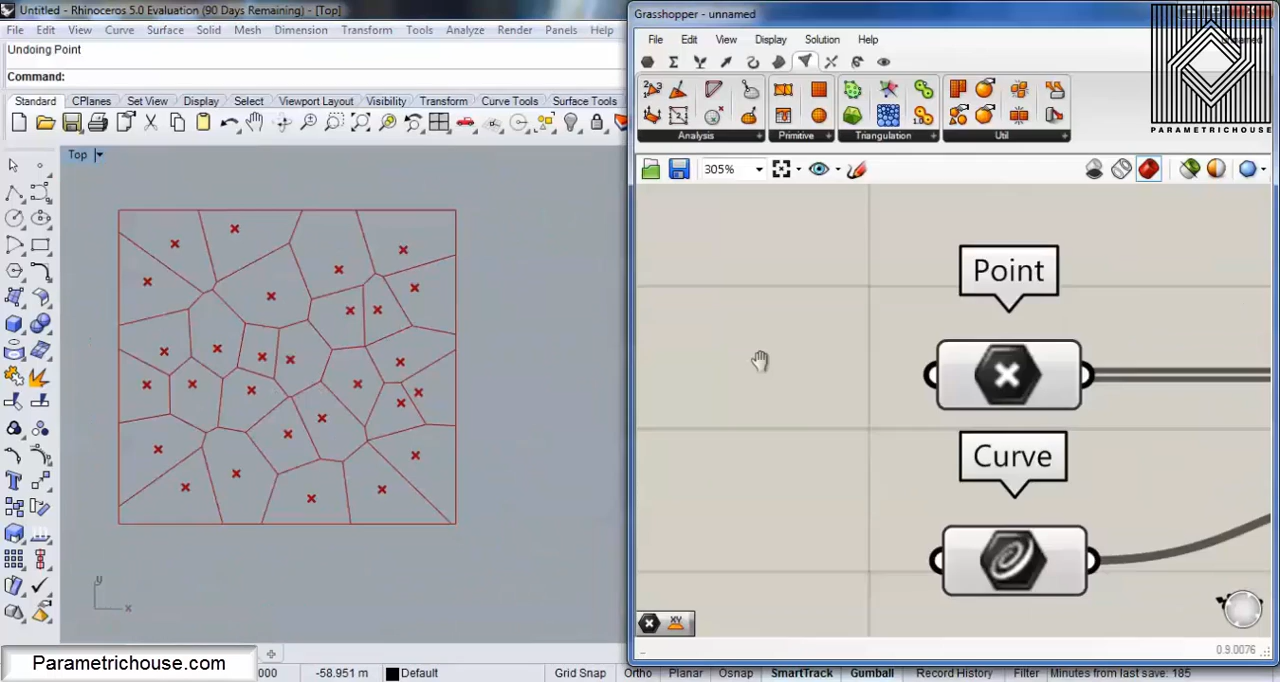 Untitled - Rhinoceros 5.0 Evaluation (90 Days Remaining) - [Top]
File Edit View Curve Surface Solid Mesh Dimension Transform Tools Analyze Render Panels Help
Undoing Point
Command:
Standard CPlanes Set View Display Select Viewport Layout Visibility Transform Curve Tools Surface Tools
Top
y
x
Parametrichouse.com
000 -58.951 m Default Grid Snap Ortho Planar Osnap SmartTrack Gumball Record History Filter Minutes from last save: 185
Grasshopper - unnamed
File Edit View Display Solution Help
unnamed
PARAMETRICHOUSE
Analysis Primitive Triangulation Util
305%
Point
Curve
XY
0.9.0076